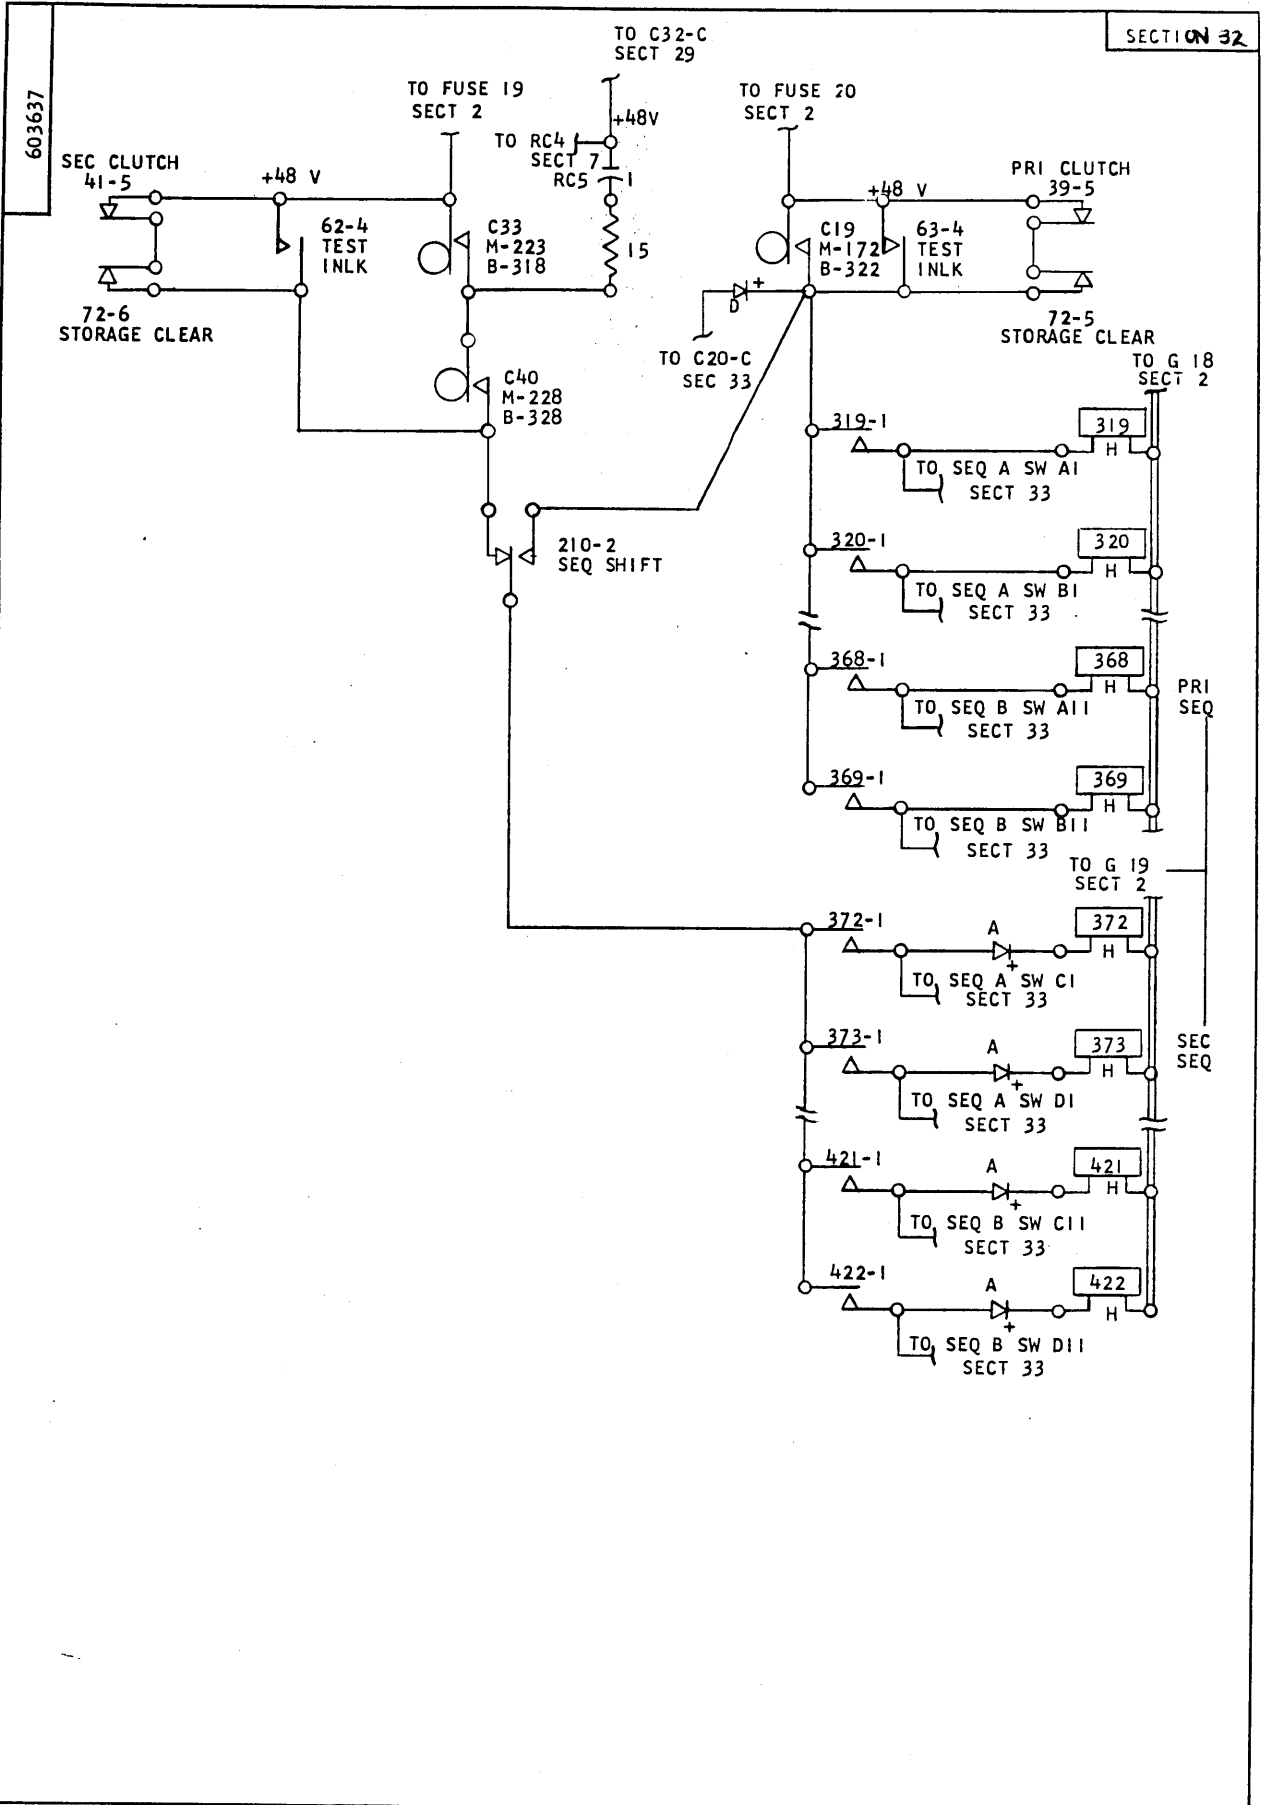 SECTION 32
603637
TO C32-C
SECT 29
TO FUSE 19
SECT 2
TO FUSE 20
SECT 2
+48V
TO RC4
SECT 7
RC5
1
15
SEC CLUTCH
41-5
+48 V
62-4
TEST
INLK
C33
M-223
B-318
72-6
STORAGE CLEAR
C40
M-228
B-328
+48 V
C19
M-172
B-322
63-4
TEST
INLK
PRI CLUTCH
39-5
72-5
STORAGE CLEAR
D
+
TO C20-C
SEC 33
TO G 18
SECT 2
210-2
SEQ SHIFT
319-1
319
H
TO SEQ A SW A1
SECT 33
320-1
320
H
TO SEQ A SW B1
SECT 33
368-1
368
H
TO SEQ B SW A11
SECT 33
PRI
SEQ
369-1
369
H
TO SEQ B SW B11
SECT 33
TO G 19
SECT 2
372-1
A
372
H
+
TO SEQ A SW C1
SECT 33
373-1
A
373
H
+
TO SEQ A SW D1
SECT 33
SEC
SEQ
421-1
A
421
H
+
TO SEQ B SW C11
SECT 33
422-1
A
422
H
+
TO SEQ B SW D11
SECT 33